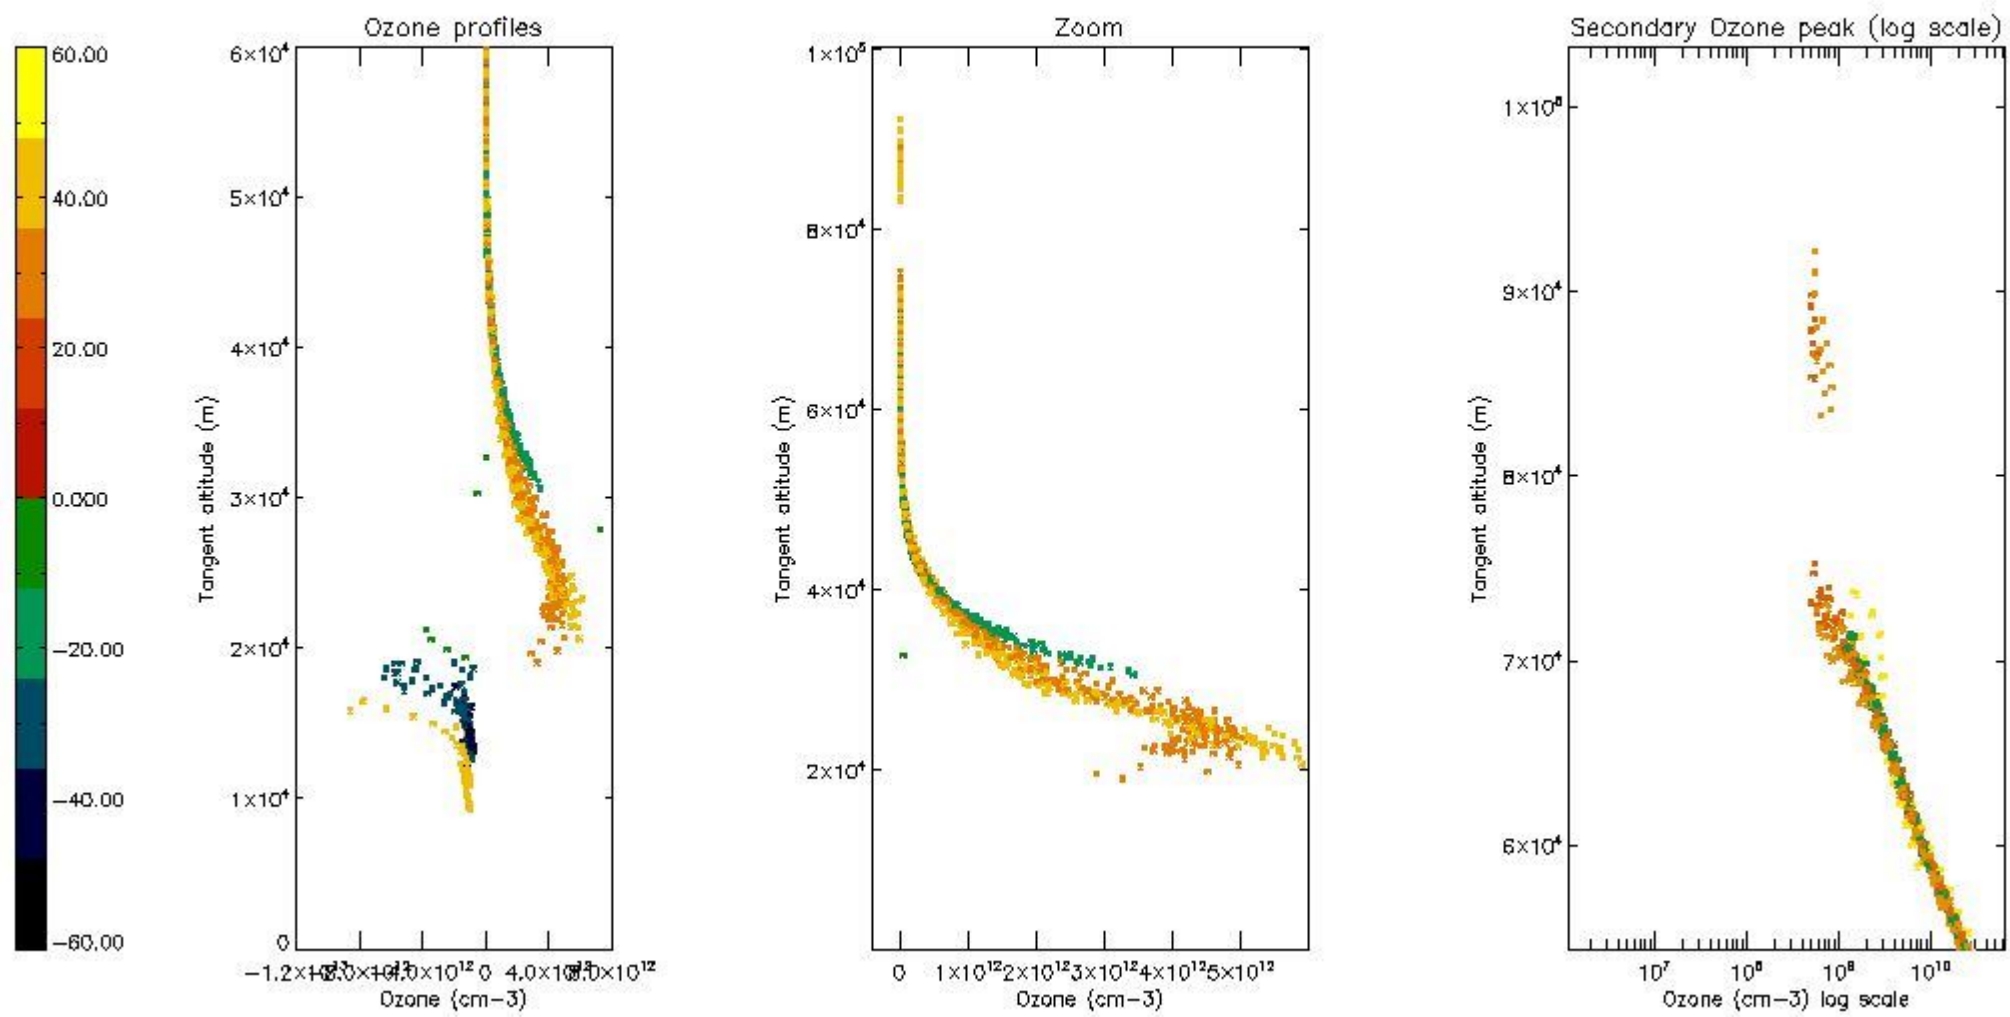 Ozone profiles
Zoom
Secondary Ozone peak (log scale)
60.00
40.00
20.00
−20.00
−40.00
−60.00
6×10⁴
5×10⁴
4×10⁴
3×10⁴
2×10⁴
1×10⁴
0
Tangent altitude (m)
0
Ozone (cm−3)
1×10⁵
8×10⁴
6×10⁴
4×10⁴
2×10⁴
Tangent altitude (m)
0 1×10¹² 2×10¹² 3×10¹² 4×10¹² 5×10¹²
Ozone (cm−3)
9×10⁴
8×10⁴
7×10⁴
6×10⁴
Tangent altitude (m)
10⁷ 10⁸ 10⁹ 10¹⁰
Ozone (cm−3) log scale